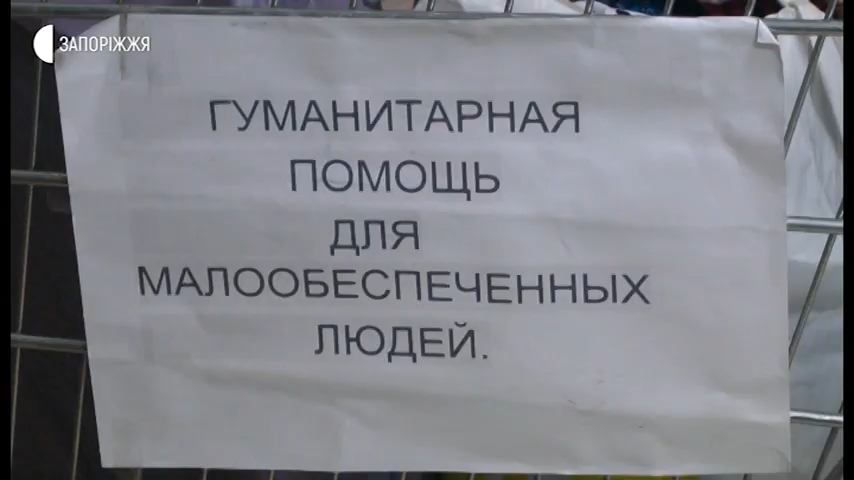 ЗАПОРІЖЖЯ
ГУМАНИТАРНАЯ
ПОМОЩЬ
ДЛЯ
МАЛООБЕСПЕЧЕННЫХ
ЛЮДЕЙ.